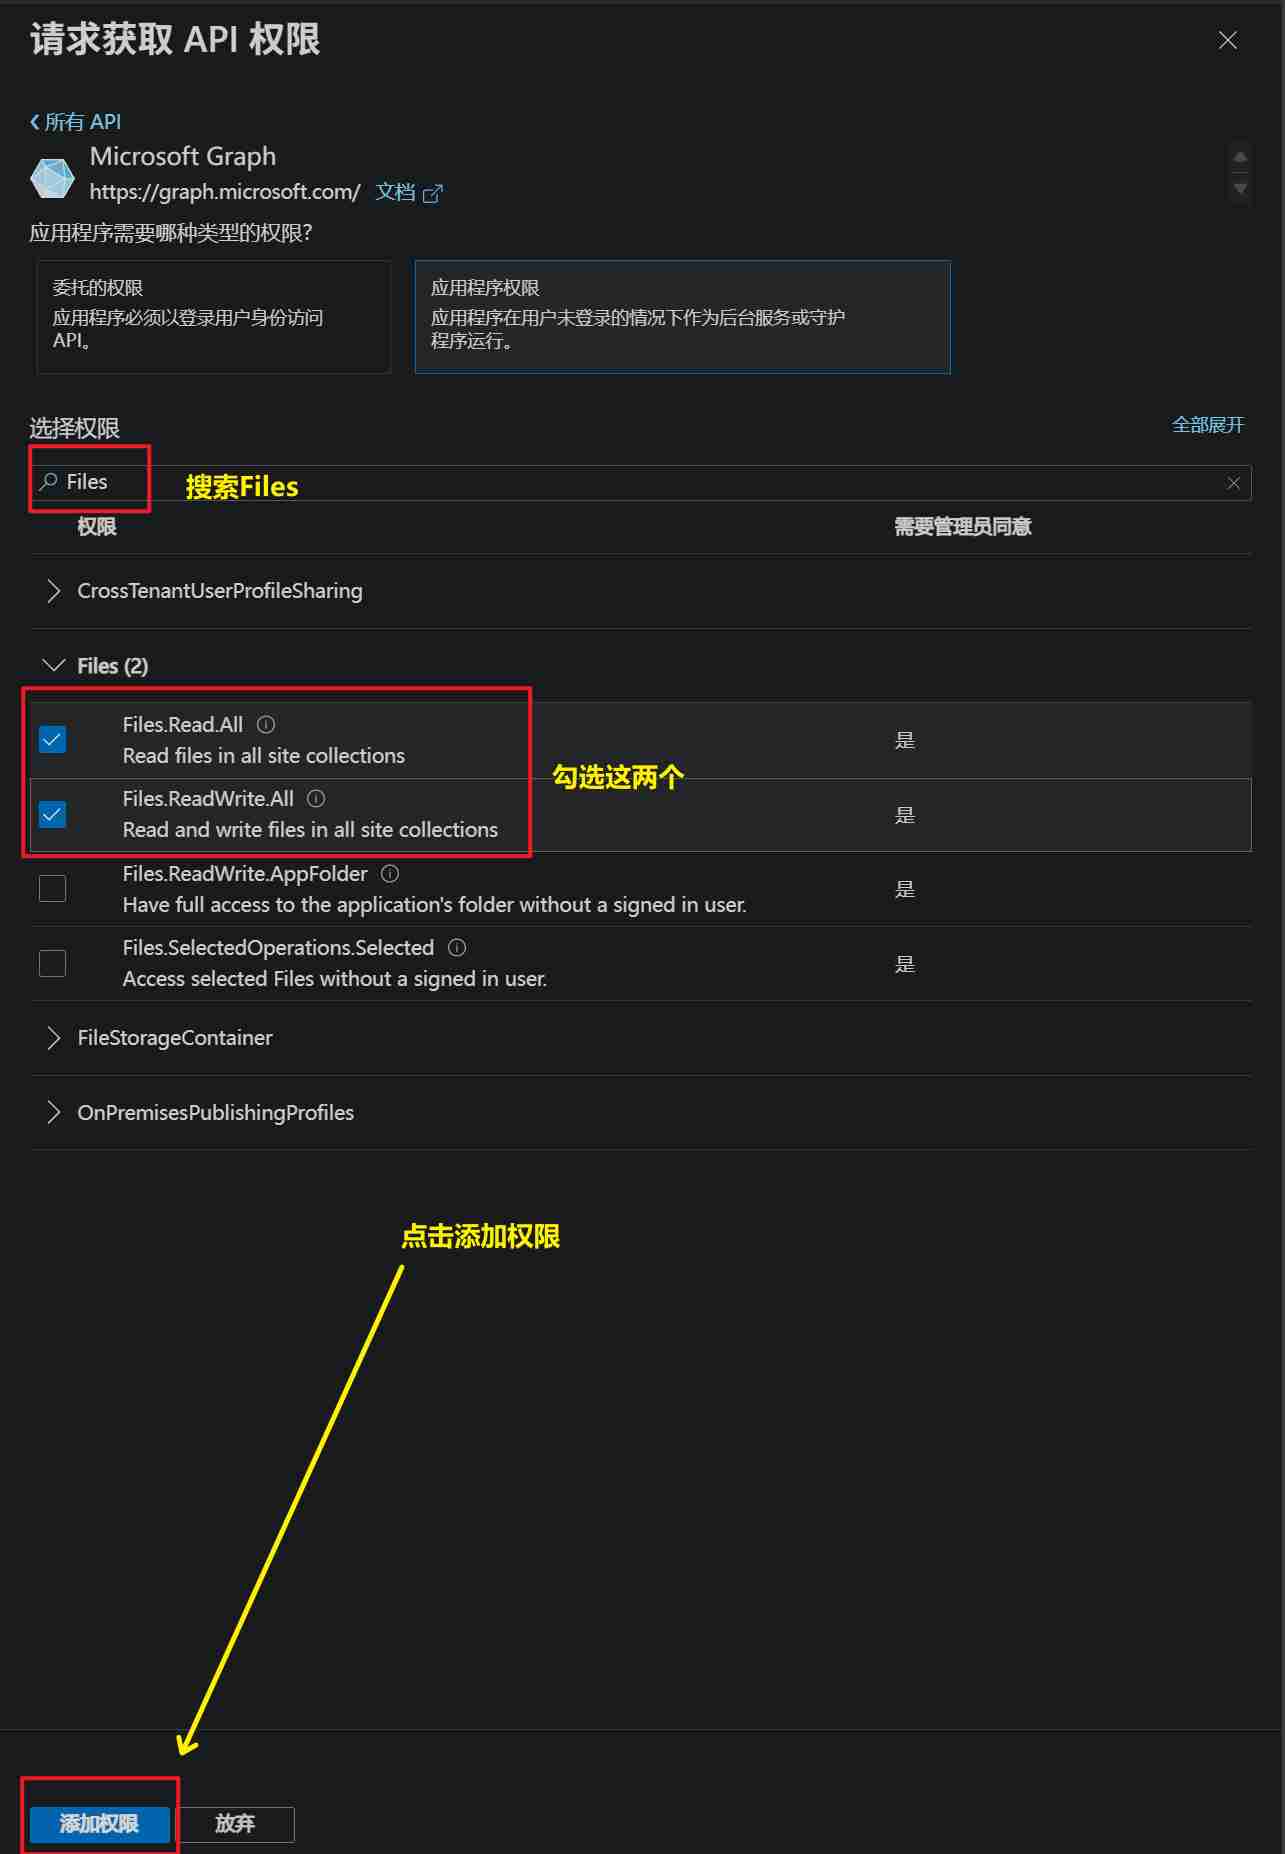 请求获取 API 权限
所有 API
Microsoft Graph
https://graph.microsoft.com/ 文档
应用程序需要哪种类型的权限?
委托的权限
应用程序必须以登录用户身份访问
API。
应用程序权限
应用程序在用户未登录的情况下作为后台服务或守护
程序运行。
选择权限
全部展开
Files
搜索Files
权限 需要管理员同意
CrossTenantUserProfileSharing
Files (2)
Files.Read.All
Read files in all site collections
是
勾选这两个
Files.ReadWrite.All
Read and write files in all site collections
是
Files.ReadWrite.AppFolder
Have full access to the application's folder without a signed in user.
是
Files.SelectedOperations.Selected
Access selected Files without a signed in user.
是
FileStorageContainer
OnPremisesPublishingProfiles
点击添加权限
添加权限 放弃